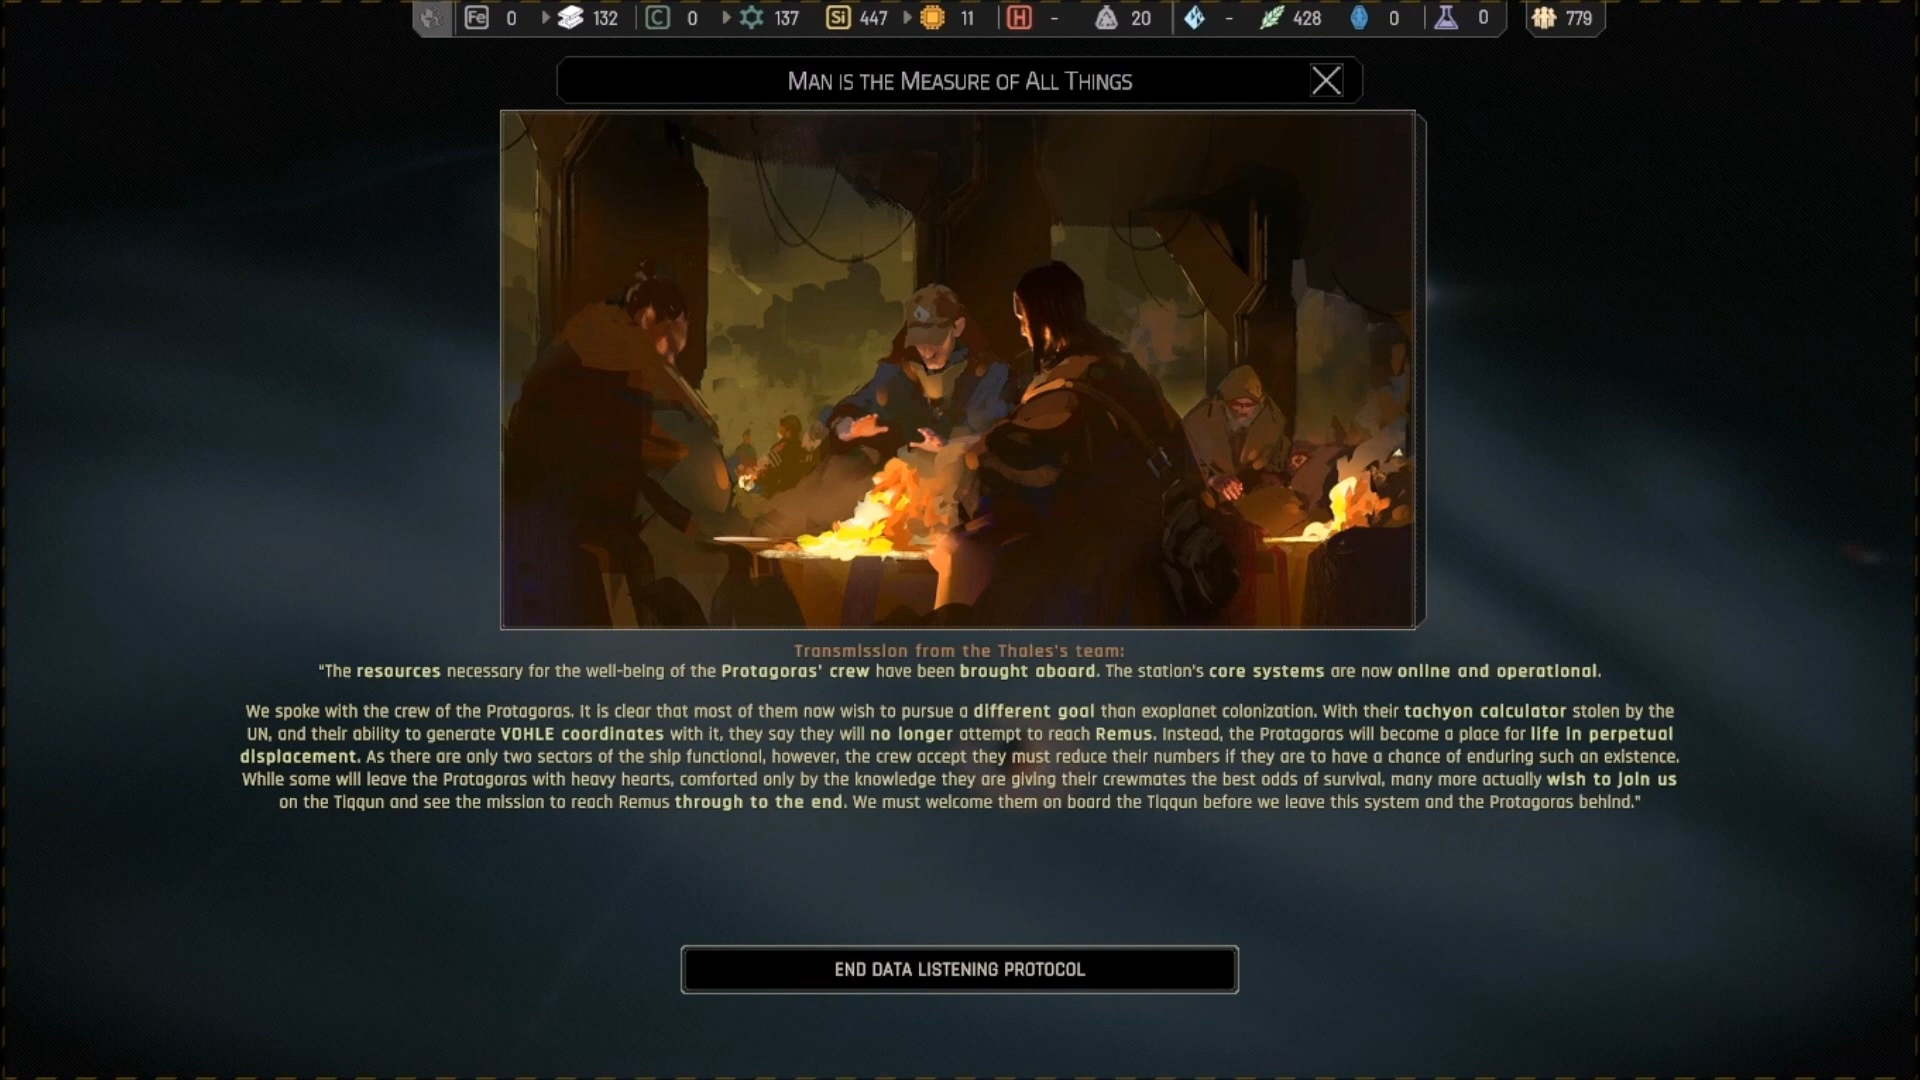 Fe 0 132 C 0 137 Si 447 11 H - 20 - 428 0 0 779
Man is the Measure of All Things
Transmission from the Thales's team:
"The resources necessary for the well-being of the Protagoras' crew have been brought aboard. The station's core systems are now online and operational.
We spoke with the crew of the Protagoras. It is clear that most of them now wish to pursue a different goal than exoplanet colonization. With their tachyon calculator stolen by the
UN, and their ability to generate VOHLE coordinates with it, they say they will no longer attempt to reach Remus. Instead, the Protagoras will become a place for life in perpetual
displacement. As there are only two sectors of the ship functional, however, the crew accept they must reduce their numbers if they are to have a chance of enduring such an existence.
While some will leave the Protagoras with heavy hearts, comforted only by the knowledge they are giving their crewmates the best odds of survival, many more actually wish to join us
on the Tiqqun and see the mission to reach Remus through to the end. We must welcome them on board the Tiqqun before we leave this system and the Protagoras behind."
END DATA LISTENING PROTOCOL